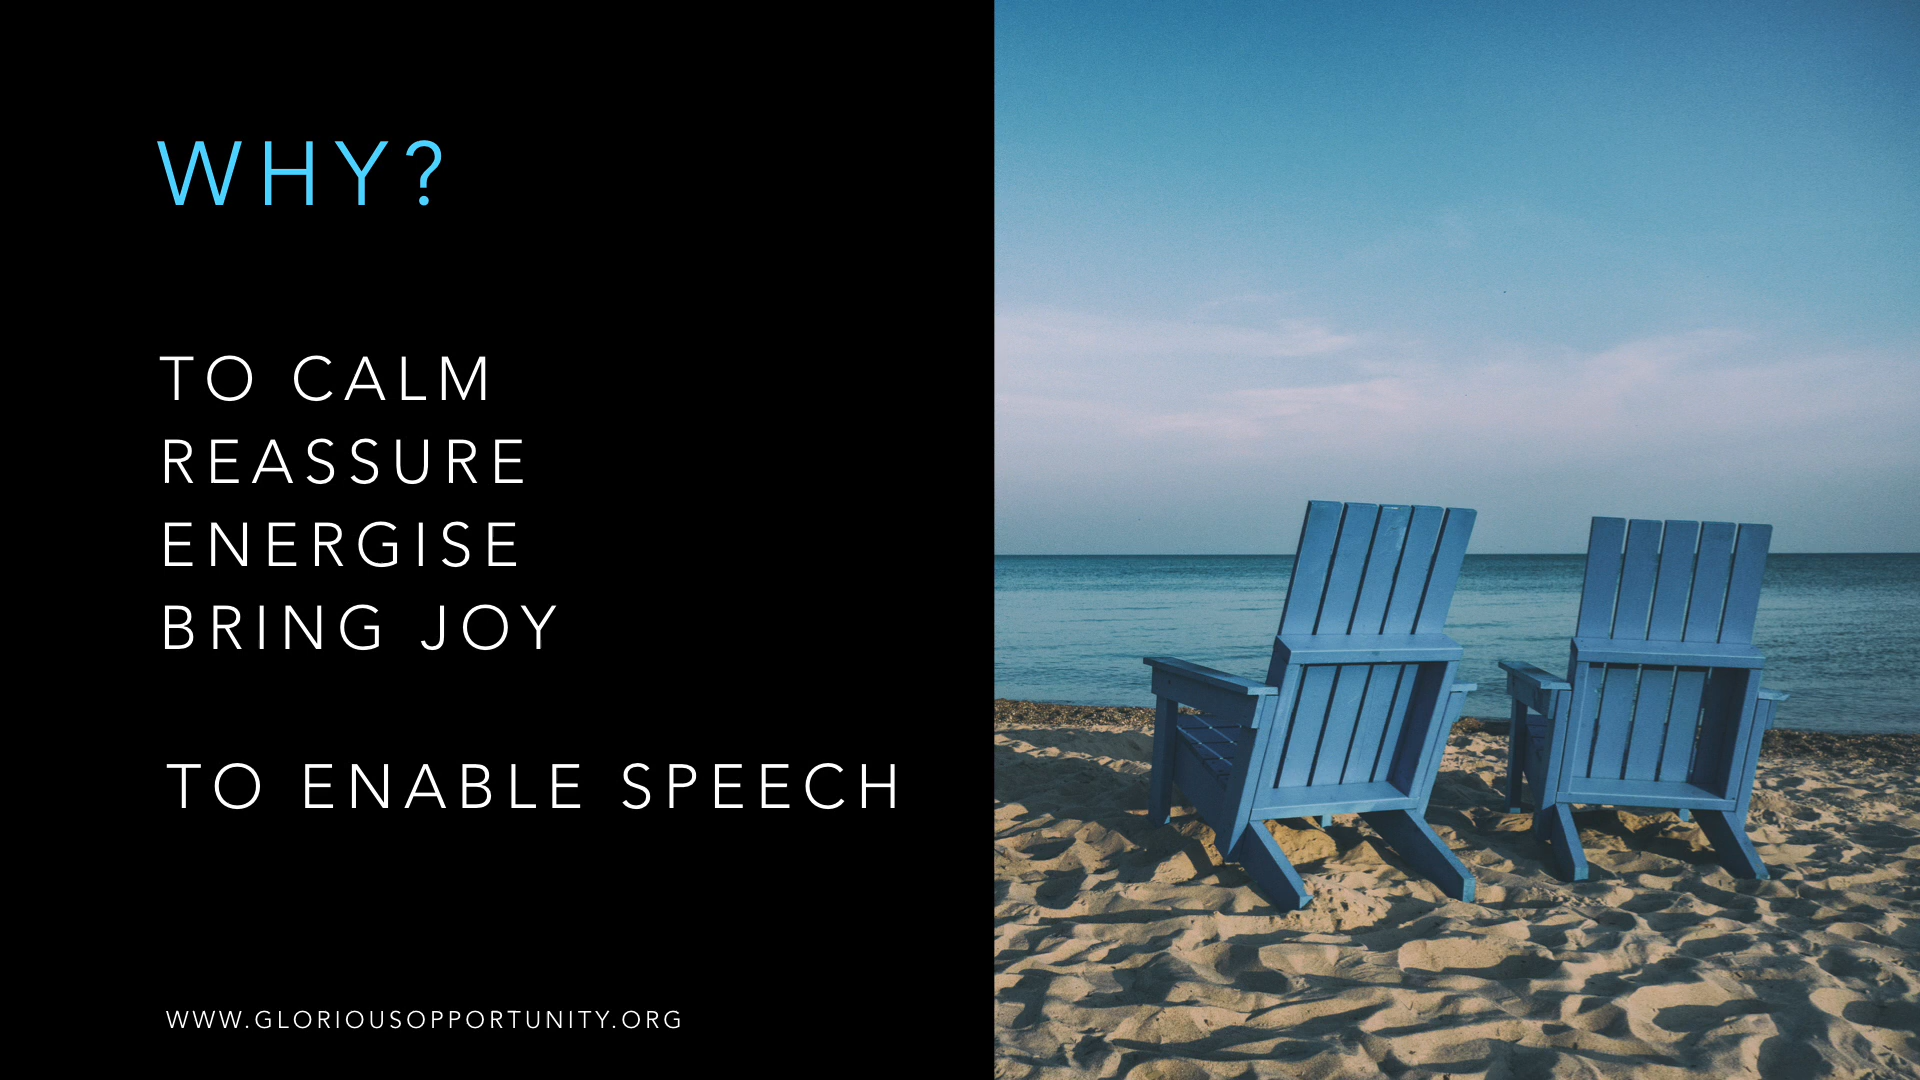 WHY?
TO CALM
REASSURE
ENERGISE
BRING JOY
TO ENABLE SPEECH
WWW.GLORIOUSOPPORTUNITY.ORG